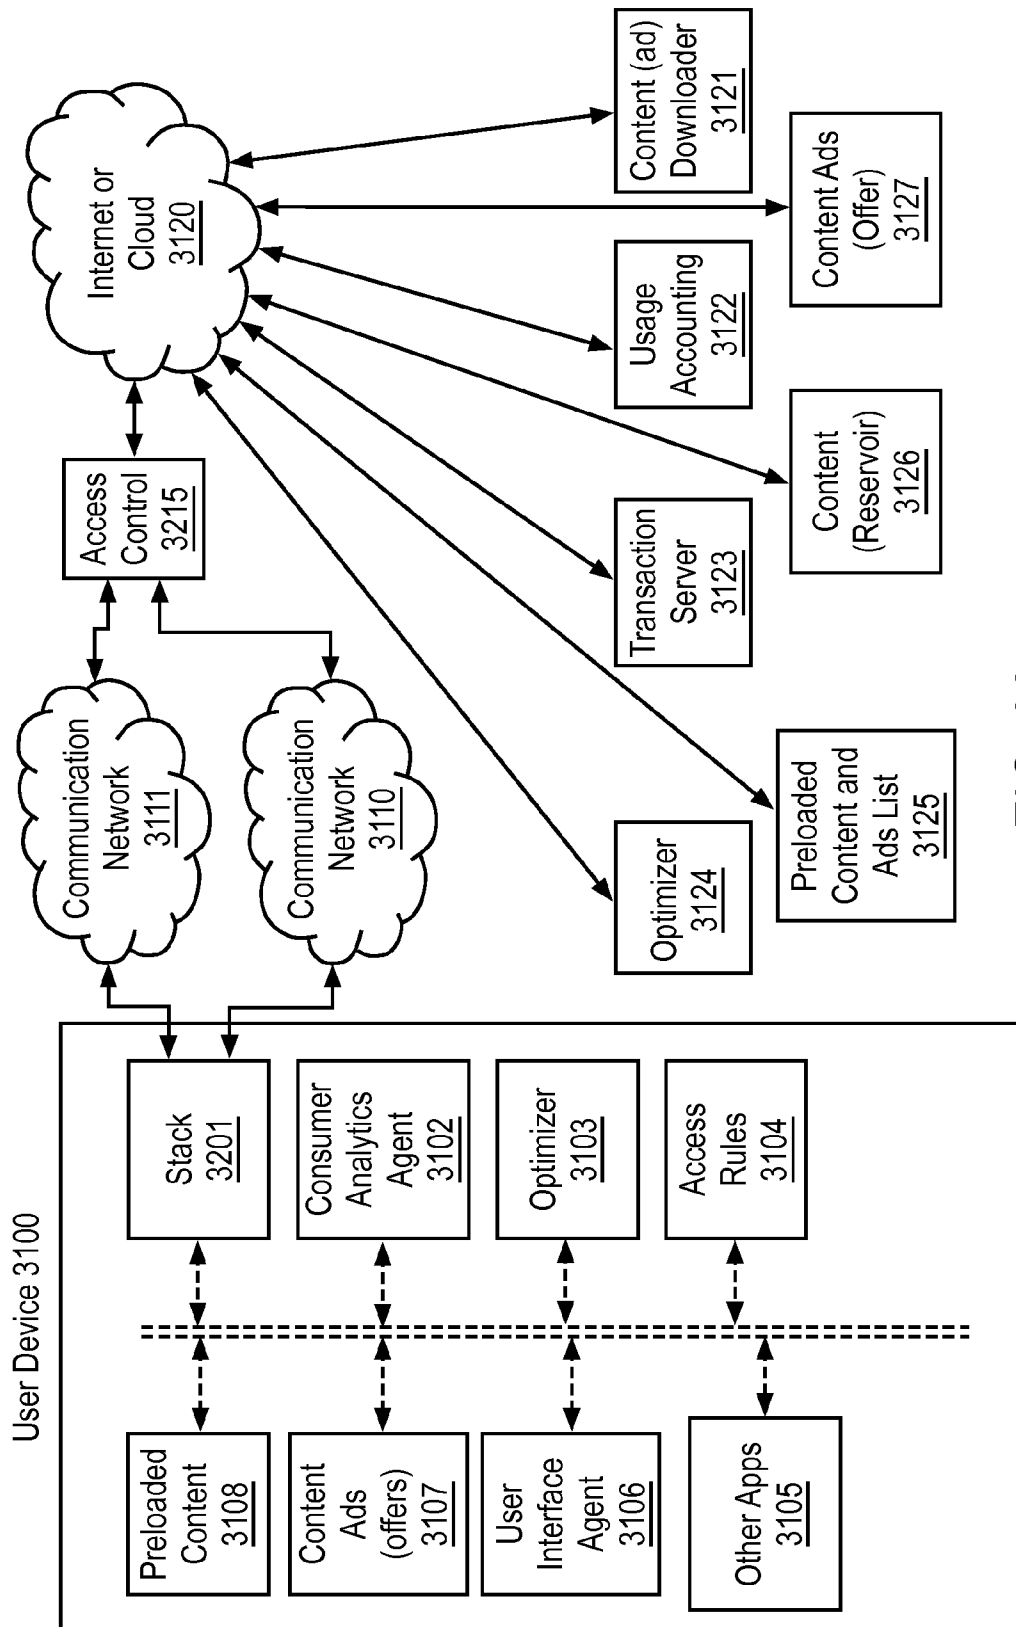 User Device 3100
Preloaded
Content
3108
Content
Ads
(offers)
3107
User
Interface
Agent
3106
Other Apps
3105
Stack
3201
Consumer
Analytics
Agent
3102
Optimizer
3103
Access
Rules
3104
Communication
Network
3111
Communication
Network
3110
Access
Control
3215
Internet or
Cloud
3120
Optimizer
3124
Transaction
Server
3123
Usage
Accounting
3122
Content (ad)
Downloader
3121
Preloaded
Content and
Ads List
3125
Content
(Reservoir)
3126
Content Ads
(Offer)
3127